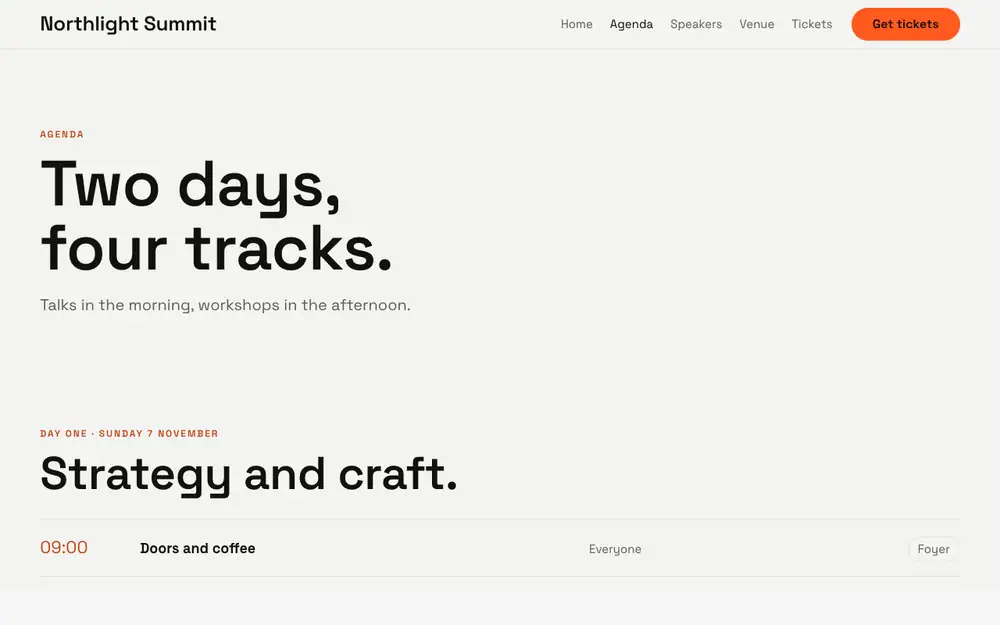 Northlight Summit
Home
Agenda
Speakers
Venue
Tickets
Get tickets
AGENDA
Two days,
four tracks.
Talks in the morning, workshops in the afternoon.
DAY ONE · SUNDAY 7 NOVEMBER
Strategy and craft.
09:00
Doors and coffee
Everyone
Foyer